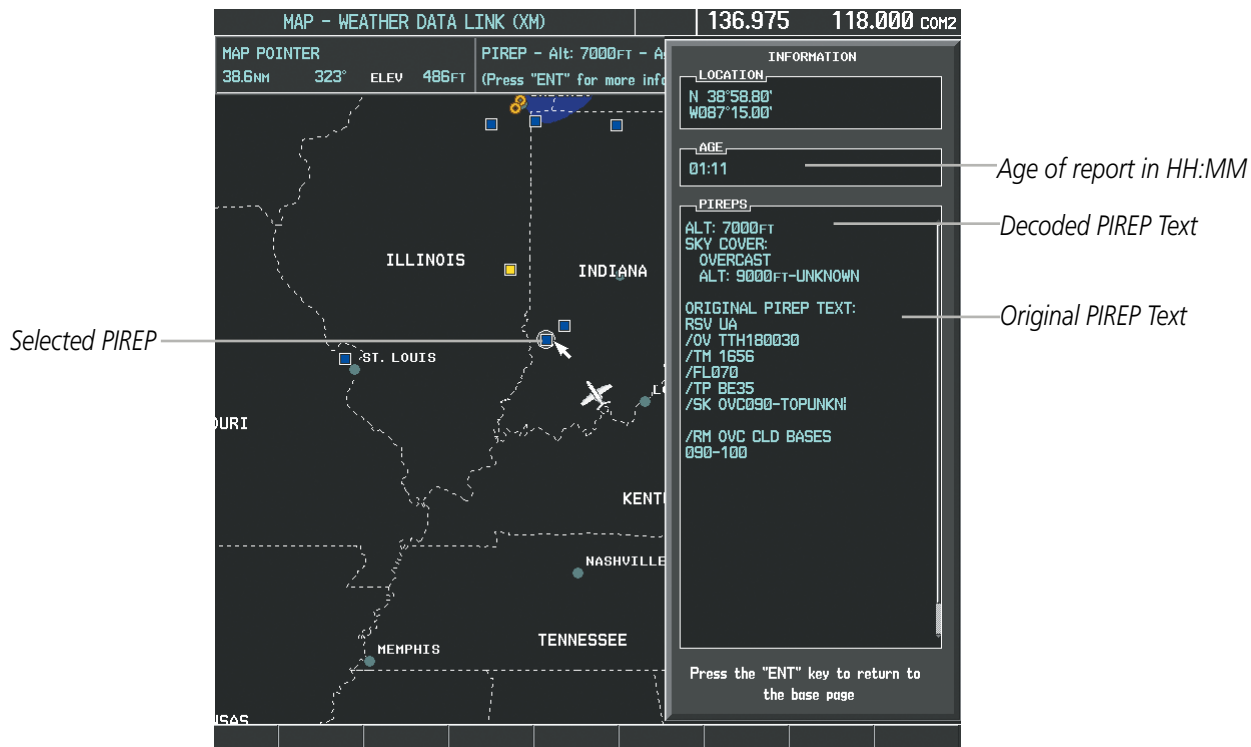 MAP - WEATHER DATA LINK (XM)
136.975 118.000 COM2
MAP POINTER
38.6NM 323° ELEV 486FT
PIREP - Alt: 7000FT -
(Press "ENT" for more info
INFORMATION
LOCATION
N 38°58.80'
W087°15.00'
AGE
01:11
Age of report in HH:MM
PIREPS
ALT: 7000FT
SKY COVER:
OVERCAST
ALT: 9000FT-UNKNOWN
Decoded PIREP Text
ORIGINAL PIREP TEXT:
RSV UA
/OV TTH180030
/TM 1656
/FL070
/TP BE35
/SK OVC090-TOPUNKN
/RM OVC CLD BASES
090-100
Original PIREP Text
Press the "ENT" key to return to
the base page
ILLINOIS
INDIANA
Selected PIREP
ST. LOUIS
OURI
KENT
NASHVILLE
TENNESSEE
MEMPHIS
NSAS